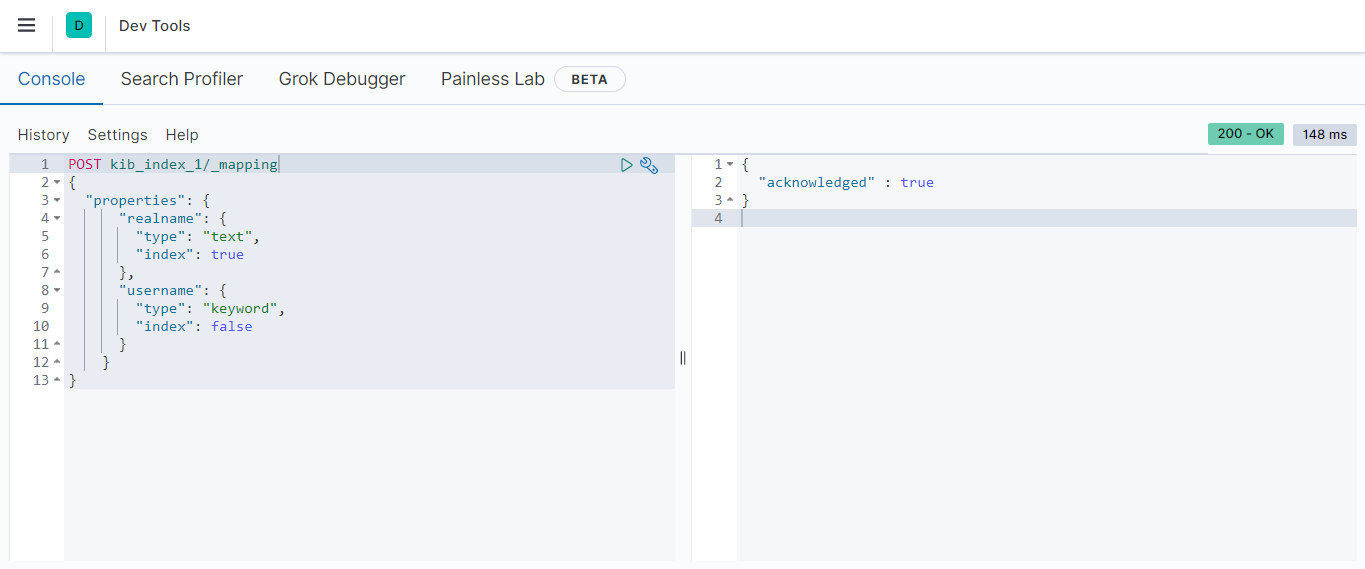 D Dev Tools
Console Search Profiler Grok Debugger Painless Lab BETA
History Settings Help 200 - OK 148 ms
1 POST kib_index_1/_mapping
2 {
3 "properties": {
4 "realname": {
5 "type": "text",
6 "index": true
7 },
8 "username": {
9 "type": "keyword",
10 "index": false
11 }
12 }
13 }
1 {
2 "acknowledged" : true
3 }
4